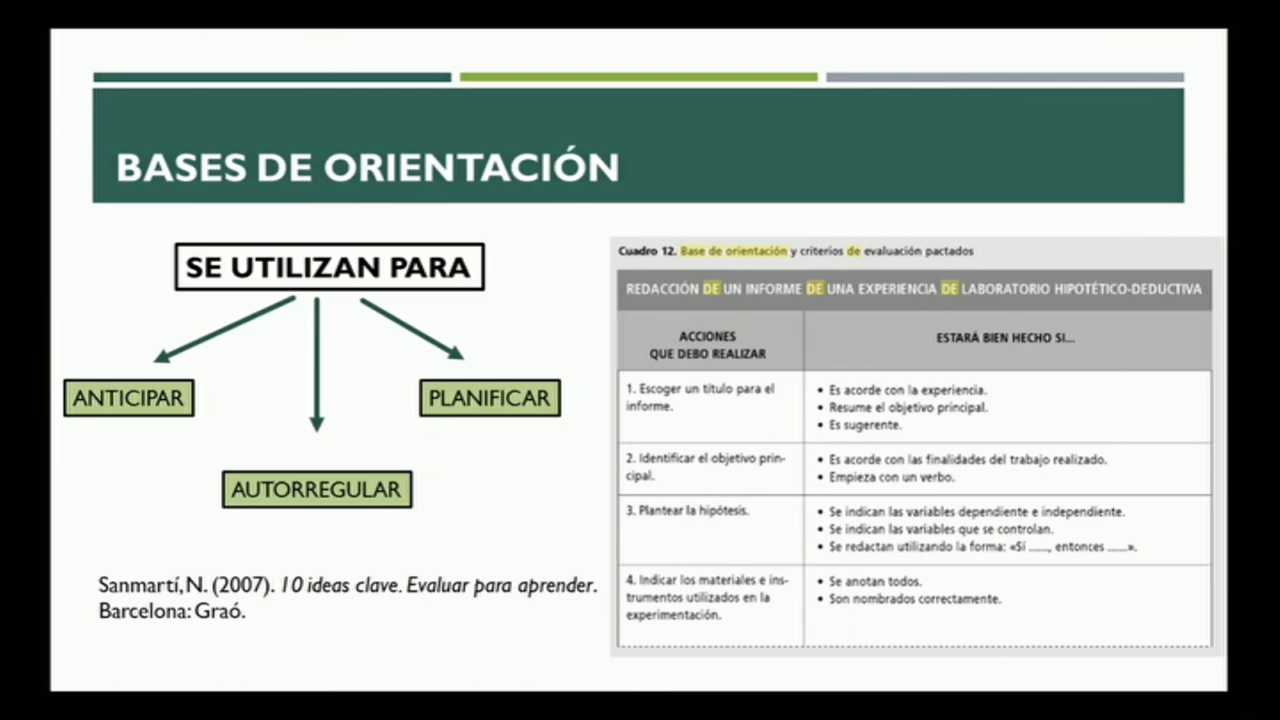 BASES DE ORIENTACIÓN
SE UTILIZAN PARA
ANTICIPAR
PLANIFICAR
AUTORREGULAR
Sanmartí, N. (2007). 10 ideas clave. Evaluar para aprender.
Barcelona: Graó.
Cuadro 12. Base de orientación y criterios de evaluación pactados
REDACCIÓN DE UN INFORME DE UNA EXPERIENCIA DE LABORATORIO HIPOTÉTICO-DEDUCTIVA
ACCIONES
QUE DEBO REALIZAR
ESTARÁ BIEN HECHO SI...
1. Escoger un título para el
informe.
• Es acorde con la experiencia.
• Resume el objetivo principal.
• Es sugerente.
2. Identificar el objetivo prin-
cipal.
• Es acorde con las finalidades del trabajo realizado.
• Empieza con un verbo.
3. Plantear la hipótesis.
• Se indican las variables dependiente e independiente.
• Se indican las variables que se controlan.
• Se redactan utilizando la forma: «Si ......, entonces ......».
4. Indicar los materiales e ins-
trumentos utilizados en la
experimentación.
• Se anotan todos.
• Son nombrados correctamente.